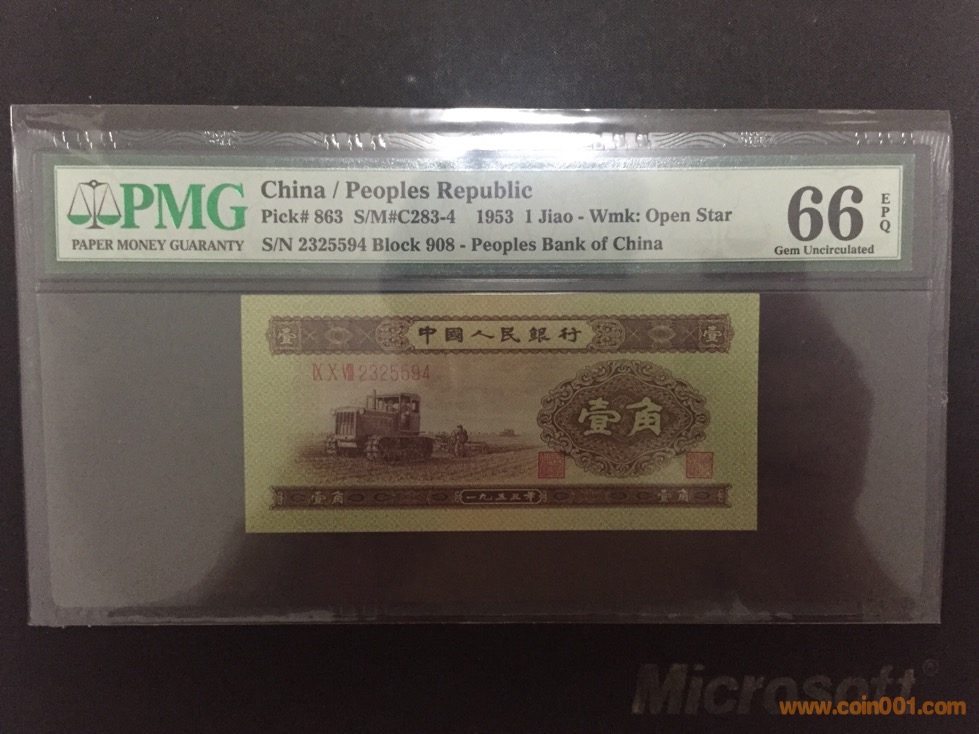 PMG
PAPER MONEY GUARANTY
China / Peoples Republic
Pick# 863 S/M#C283-4 1953 1 Jiao - Wmk: Open Star
S/N 2325594 Block 908 - Peoples Bank of China
66 EPQ
Gem Uncirculated
壹 中國人民銀行 壹
Ⅸ Ⅹ Ⅷ 2325594
壹角
壹角 一九五三年 壹角
Microsoft®
www.coin001.com